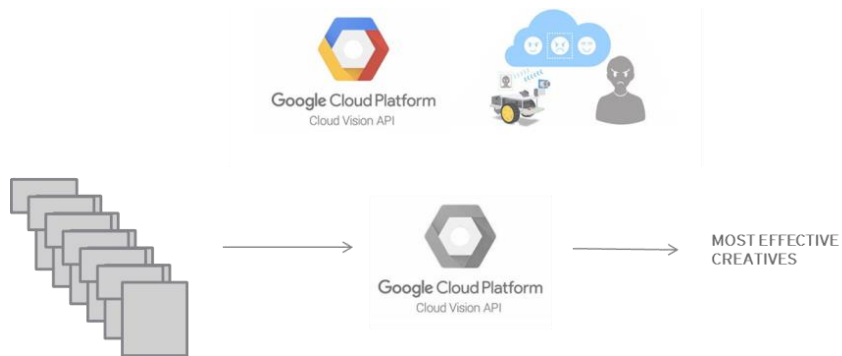 Google Cloud Platform
Cloud Vision API
Google Cloud Platform
Cloud Vision API
MOST EFFECTIVE
CREATIVES